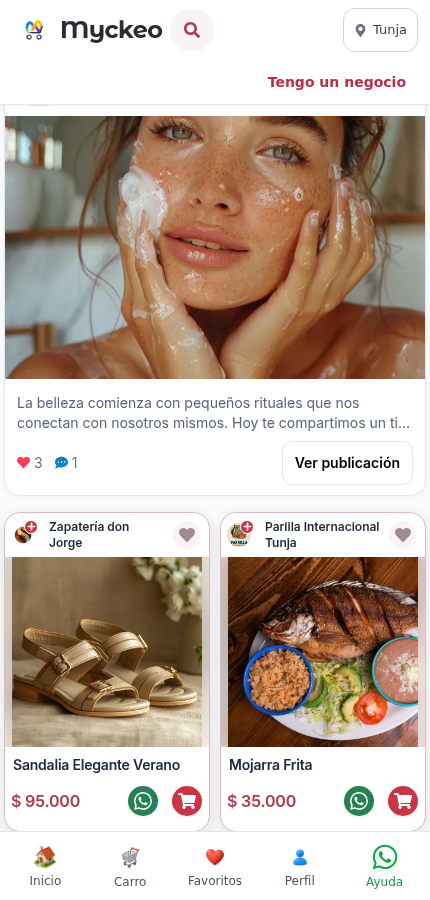 Myckeo
Tunja
Tengo un negocio
La belleza comienza con pequeños rituales que nos
conectan con nosotros mismos. Hoy te compartimos un ti...
3
1
Ver publicación
Zapatería don
Jorge
Pariila Internacional
Tunja
Sandalia Elegante Verano
Mojarra Frita
$ 95.000
$ 35.000
Inicio
Carro
Favoritos
Perfil
Ayuda